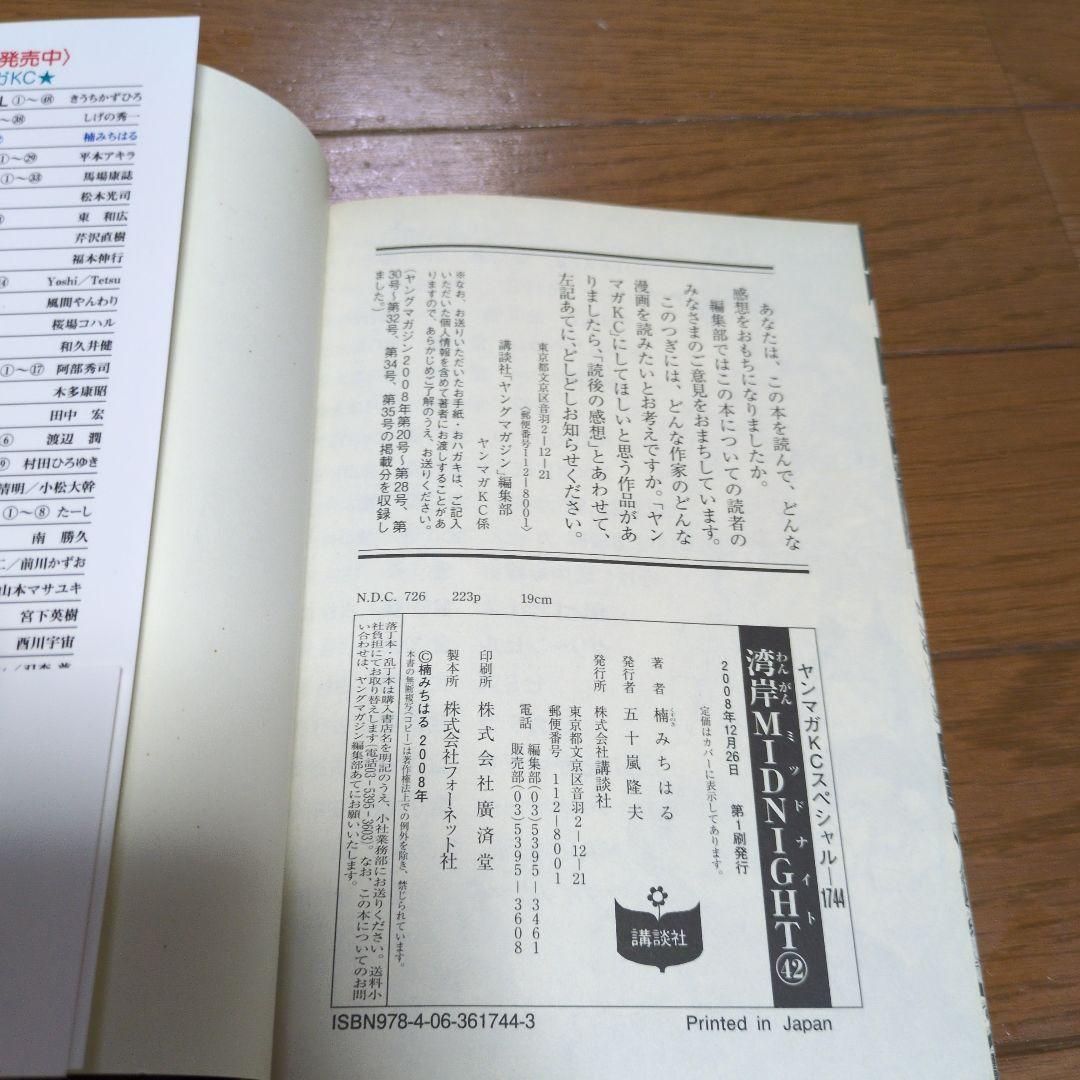 発売中〉
ガKC★
L①〜㊽ きうちかずひろ
〜㊳ しげの秀一
楠みちはる
①〜㉙ 平本アキラ
①〜㉝ 馬場康誌
松本光司
東 和広
芹沢直樹
福本伸行
Yoshi／Tetsu
風間やんわり
桜場コハル
和久井健
①〜⑰ 阿部秀司
木多康昭
田中 宏
⑥ 渡辺 潤
⑨ 村田ひろゆき
清明／小松大幹
①〜⑧ たーし
南 勝久
／前川かずお
山本マサユキ
宮下英樹
西川宇宙
あなたは、この本を読んで、どんな
感想をおもちになりましたか。
編集部ではこの本についての読者の
みなさまのご意見をおまちしています。
このつぎには、どんな作家のどんな
漫画を読みたいとお考えですか。「ヤン
マガKC」にしてほしいと思う作品があ
りましたら、「読後の感想」とあわせて、
左記あてに、どしどしお知らせください。
東京都文京区音羽2−12−21
〈郵便番号112−8001〉
講談社「ヤングマガジン」編集部
ヤンマガKC係
※なお、お送りいただいたお手紙・おハガキは、ご記入
いただいた個人情報を含めて著者にお渡しすることがあ
りますので、あらかじめご了解のうえ、お送りください。
（ヤングマガジン2008年第20号〜第28号、第
30号〜第32号、第34号、第35号の掲載分を収録し
ました。）
N.D.C. 726 223p 19cm
ヤンマガKCスペシャル−1744
わんがん ミッドナイト
湾岸MIDNIGHT㊷
2008年12月26日 第1刷発行
定価はカバーに表示してあります。
著者 楠みちはる
くすのき
発行者 五十嵐隆夫
発行所 株式会社講談社
東京都文京区音羽2−12−21
郵便番号 112−8001
電話 編集部(03)5395−3461
販売部(03)5395−3608
印刷所 株式会社廣済堂
製本所 株式会社フォーネット社
©楠みちはる 2008年
本書の無断複写（コピー）は著作権法上での例外を除き、禁じられています。
落丁本・乱丁本は購入書店名を明記のうえ、小社業務部にお送りください。送料小
社負担にてお取り替えします（電話03−5395−3603）。なお、この本についてのお問
い合わせは、ヤングマガジン編集部あてにお願いいたします。
講談社
ISBN978-4-06-361744-3
Printed in Japan